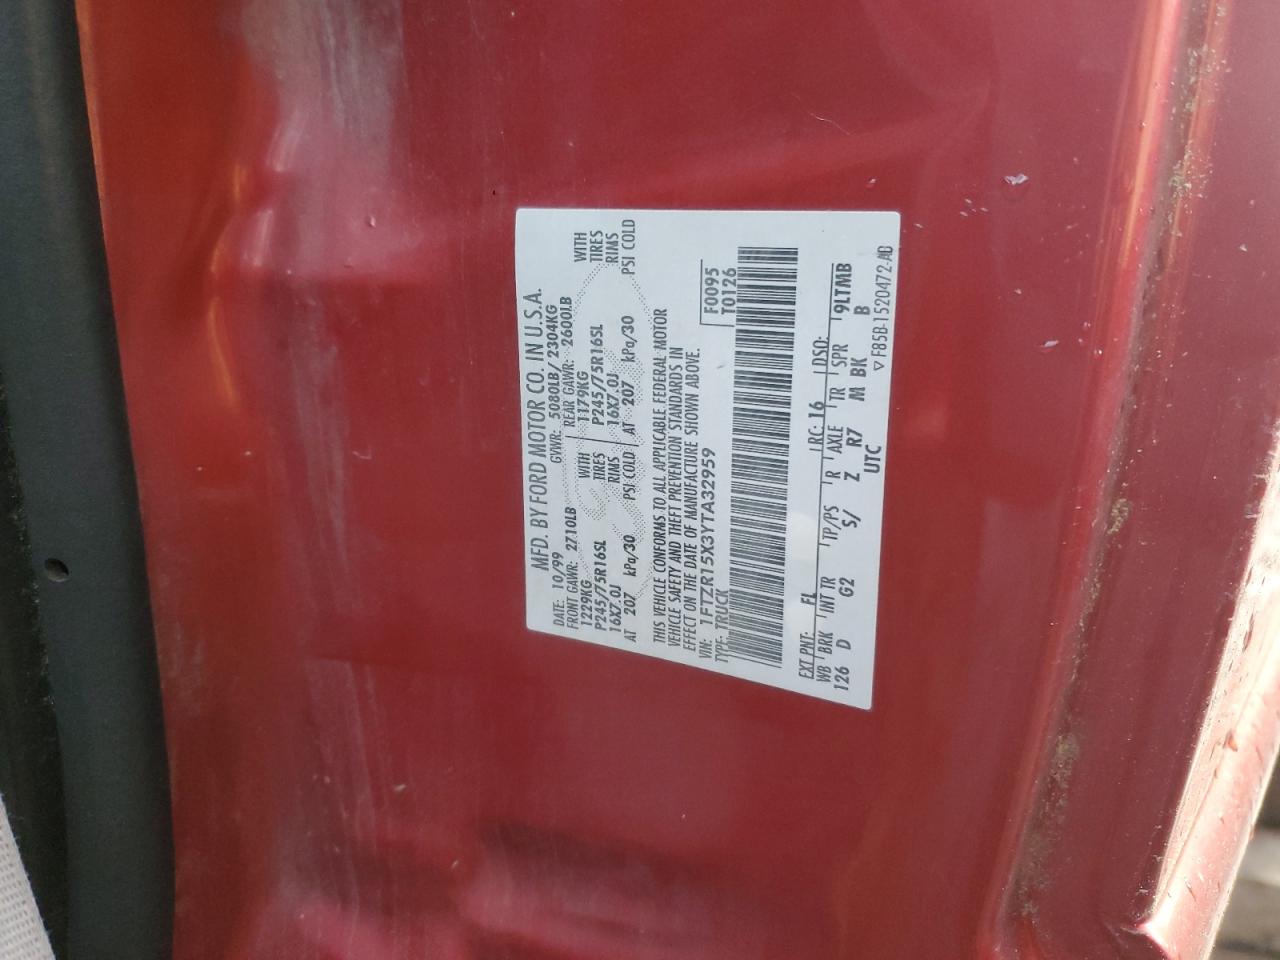 MFD. BY FORD MOTOR CO. IN U.S.A.
DATE: 10/99 GVWR: 5080LB/ 2304KG
FRONT GAWR: 2710LB REAR GAWR: 2600LB
1229KG WITH 1179KG WITH
P245/75R16SL TIRES P245/75R16SL TIRES
16X7.0J RIMS 16X7.0J RIMS
AT 207 kPa/30 PSI COLD AT 207 kPa/30 PSI COLD
THIS VEHICLE CONFORMS TO ALL APPLICABLE FEDERAL MOTOR
VEHICLE SAFETY AND THEFT PREVENTION STANDARDS IN
EFFECT ON THE DATE OF MANUFACTURE SHOWN ABOVE.
VIN: 1FTZR15X3YTA32959 F0095
TYPE: TRUCK T0126
EXT PNT: FL RC: 16 DSO:
WB BRK INT TR TP/PS R AXLE TR SPR 9LTMB
126 D G2 S/ Z R7 M BK B
UTC ▽ F85B-1520472-AB